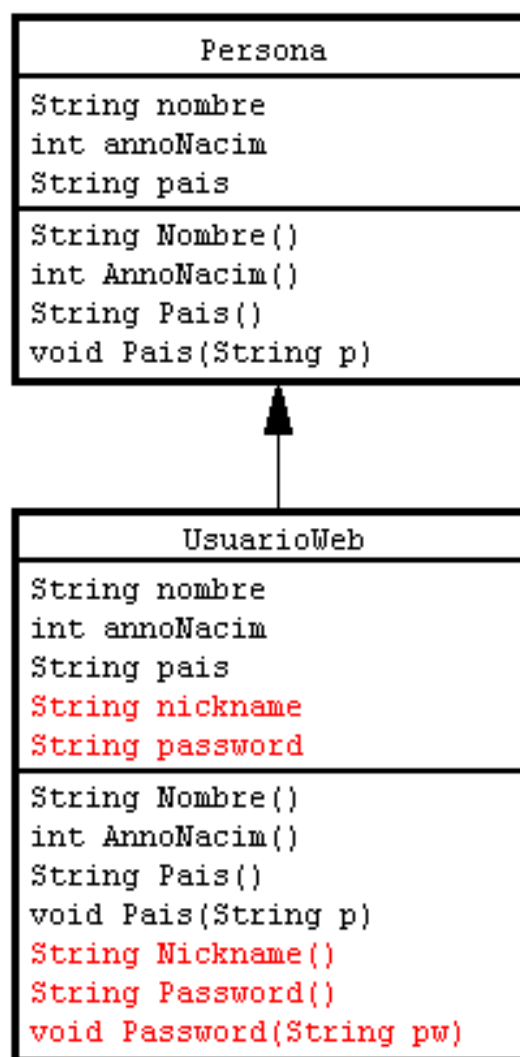 Persona
String nombre
int annoNacim
String pais
String Nombre()
int AnnoNacim()
String Pais()
void Pais(String p)
UsuarioWeb
String nombre
int annoNacim
String pais
String nickname
String password
String Nombre()
int AnnoNacim()
String Pais()
void Pais(String p)
String Nickname()
String Password()
void Password(String pw)